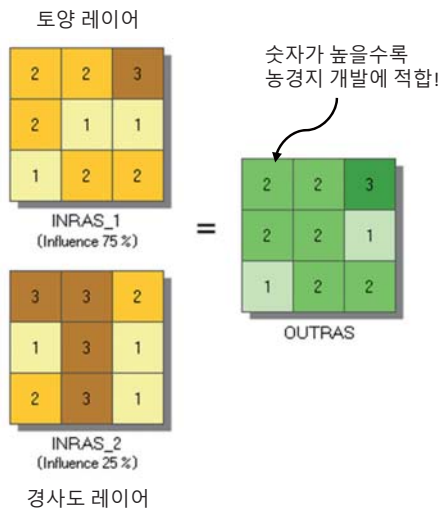 토양 레이어
2 2 3
2 1 1
1 2 2
INRAS_1
(Influence 75 %)
3 3 2
1 3 1
2 3 1
INRAS_2
(Influence 25 %)
경사도 레이어
=
숫자가 높을수록
농경지 개발에 적합!
2 2 3
2 2 1
1 2 2
OUTRAS